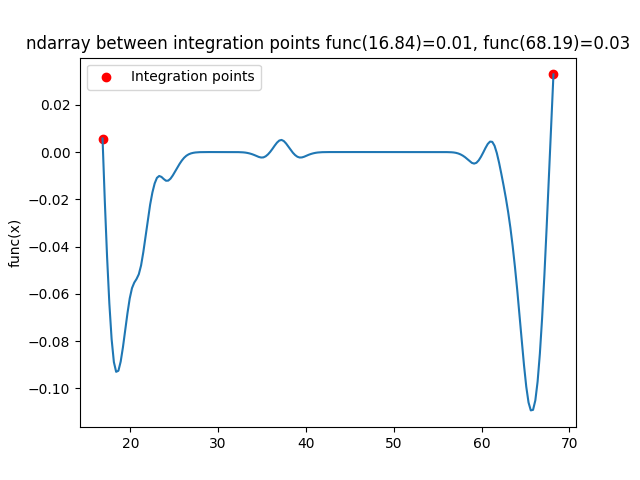 ndarray between integration points func(16.84)=0.01, func(68.19)=0.03
Integration points
func(x)
0.02
0.00
−0.02
−0.04
−0.06
−0.08
−0.10
20 30 40 50 60 70